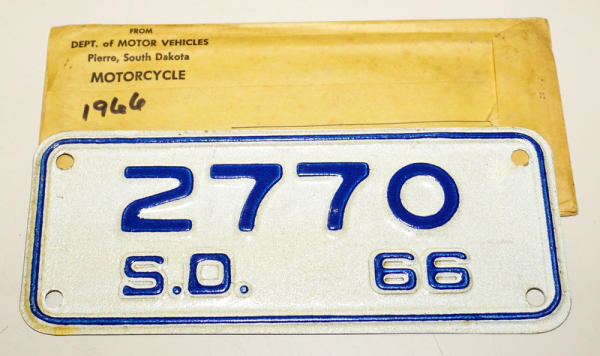 FROM
DEPT. of MOTOR VEHICLES
Pierre, South Dakota
MOTORCYCLE
1966
2770
S.D. 66